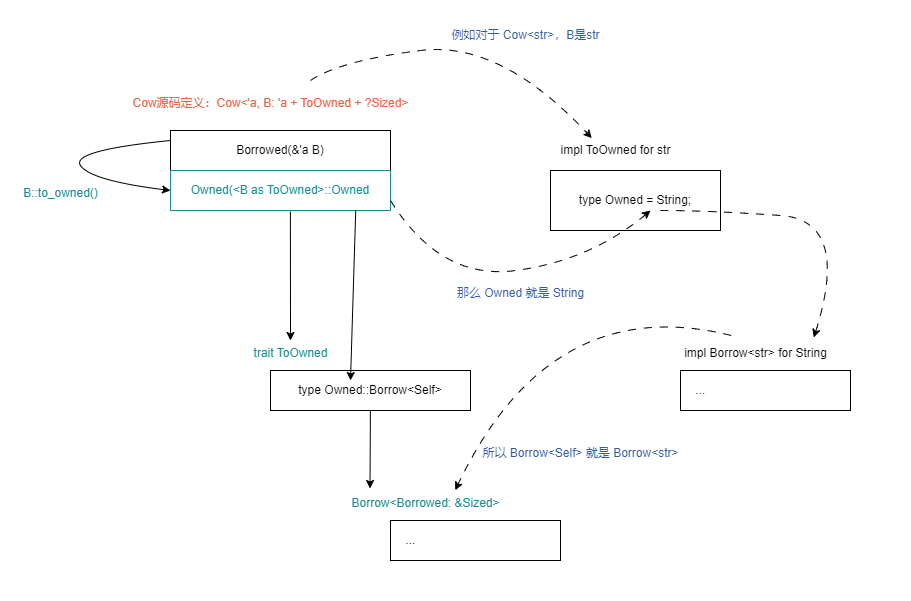 例如对于 Cow<str>，B是str
Cow源码定义：Cow<'a, B: 'a + ToOwned + ?Sized>
Borrowed(&'a B)
impl ToOwned for str
B::to_owned()
Owned(<B as ToOwned>::Owned
type Owned = String;
那么 Owned 就是 String
trait ToOwned
impl Borrow<str> for String
type Owned::Borrow<Self>
...
所以 Borrow<Self> 就是 Borrow<str>
Borrow<Borrowed: &Sized>
...